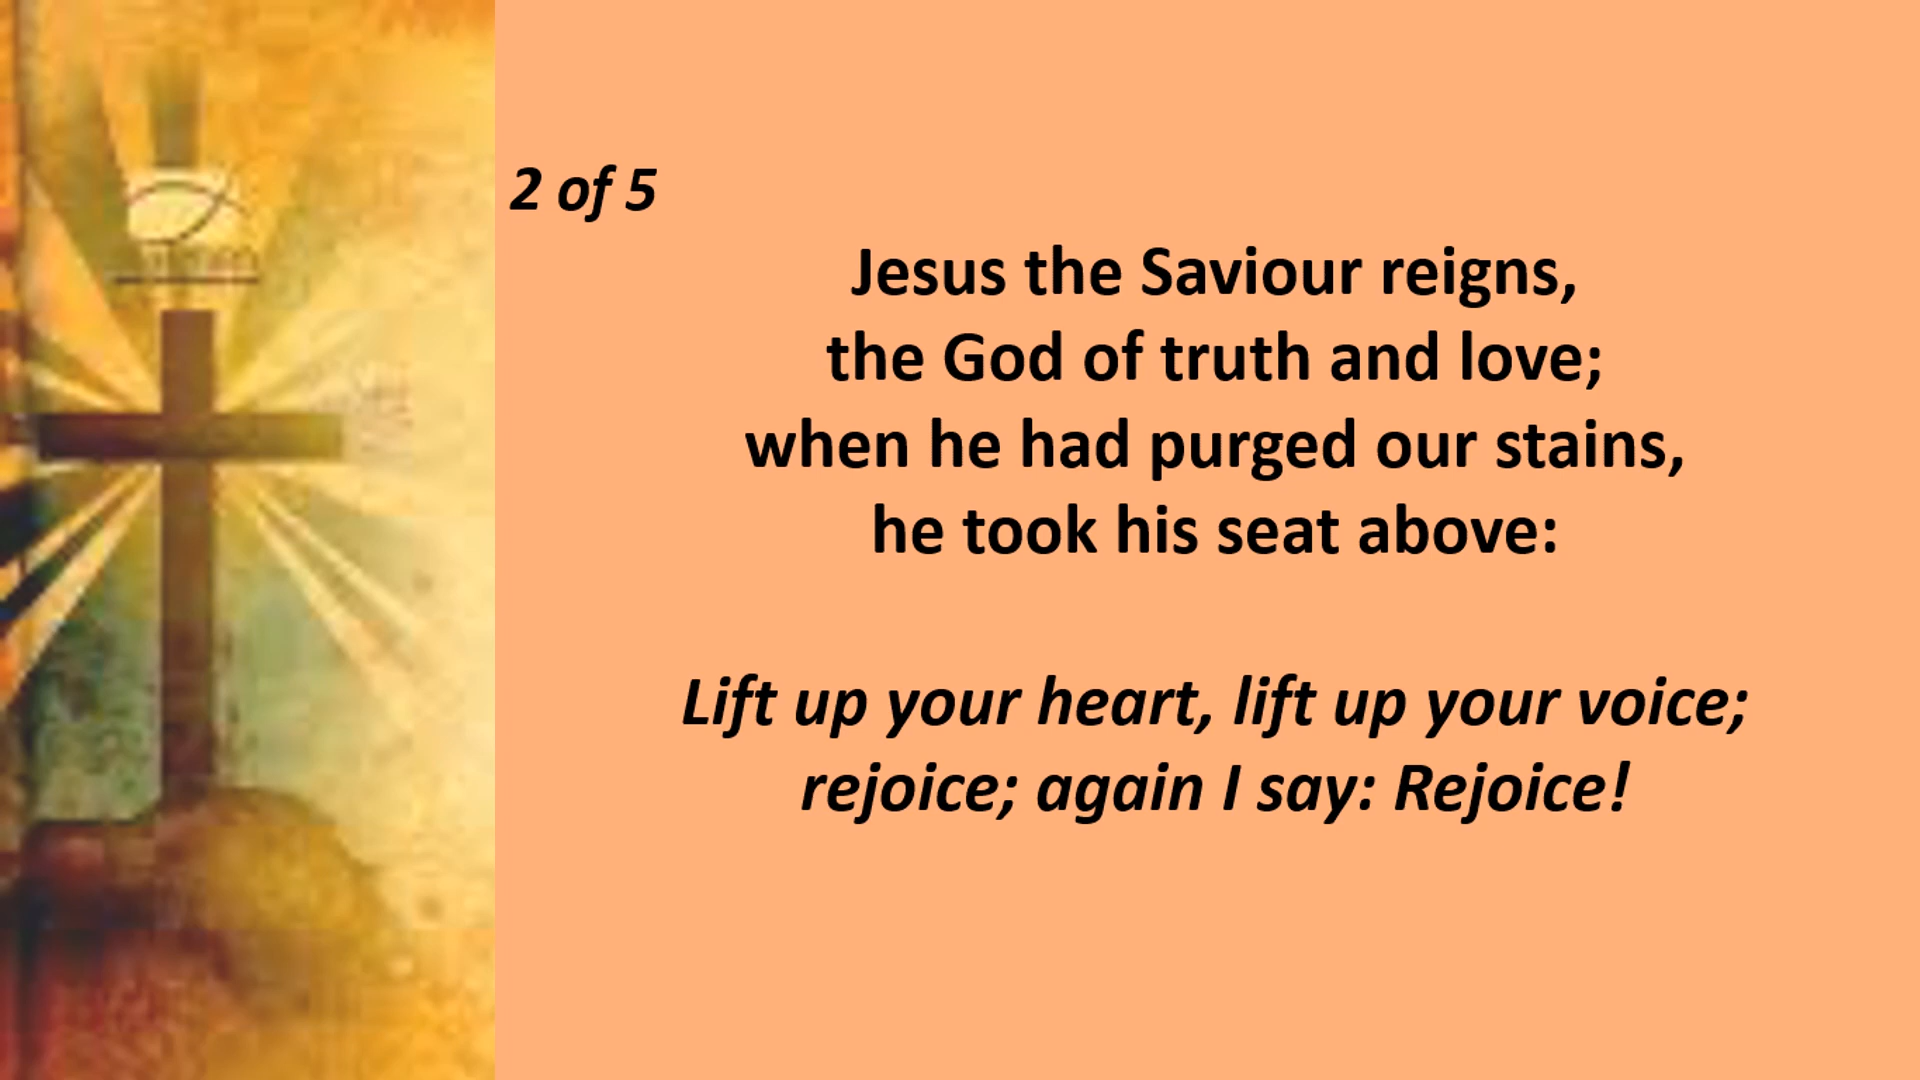 2 of 5
Jesus the Saviour reigns,
the God of truth and love;
when he had purged our stains,
he took his seat above:
Lift up your heart, lift up your voice;
rejoice; again I say: Rejoice!